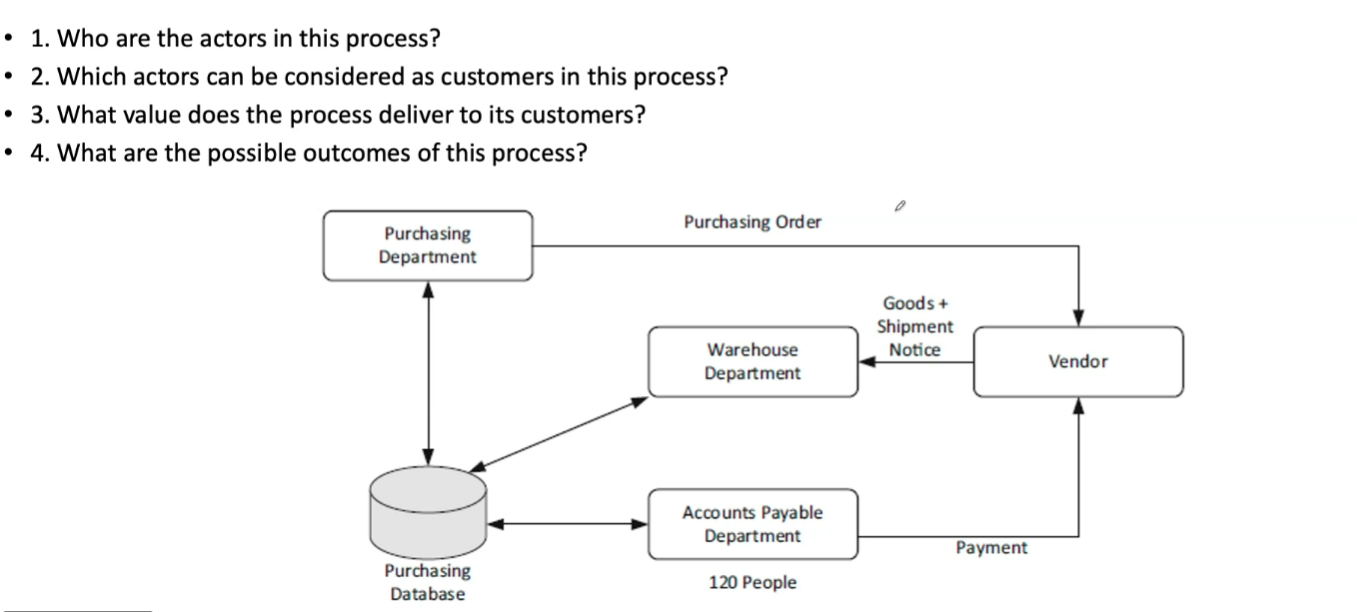 • 1. Who are the actors in this process?
• 2. Which actors can be considered as customers in this process?
• 3. What value does the process deliver to its customers?
• 4. What are the possible outcomes of this process?
Purchasing Order
Purchasing
Department
Goods +
Shipment
Notice
Warehouse
Department
Vendor
Accounts Payable
Department
Payment
Purchasing
Database
120 People